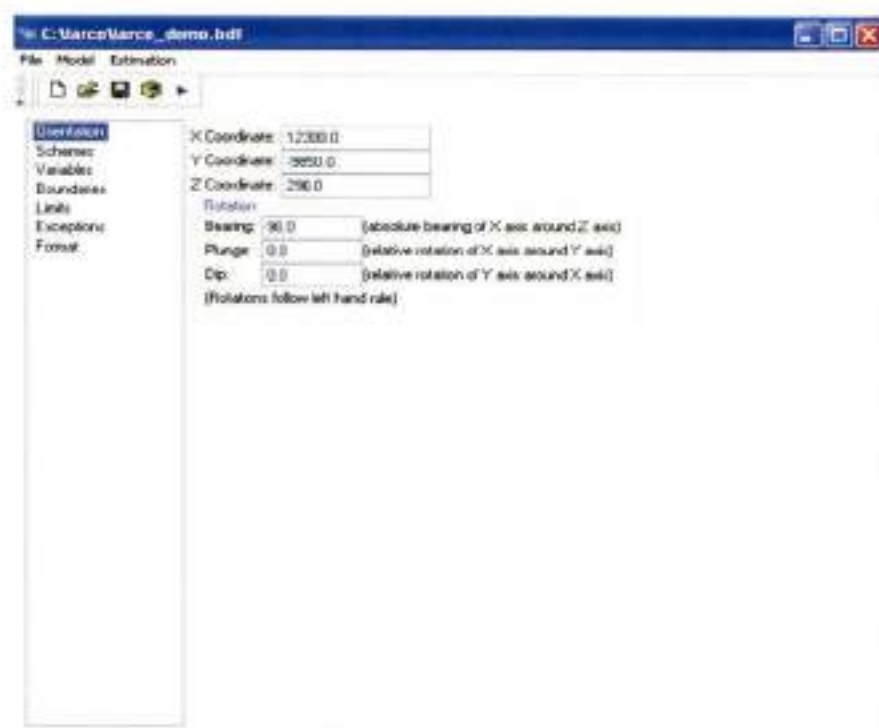 C:\Varco\Varco_demo.bdf
File Model Estimation
Orientation
Schemes
Variables
Boundaries
Limits
Exceptions
Format
X Coordinate: 12300.0
Y Coordinate:
Z Coordinate: 290.0
Rotation
Bearing: 90.0 (absolute bearing of X axis around Z axis)
Plunge: 0.0 (relative rotation of X axis around Y axis)
Dip: 0.0 (relative rotation of Y axis around X axis)
(Rotations follow left hand rule)